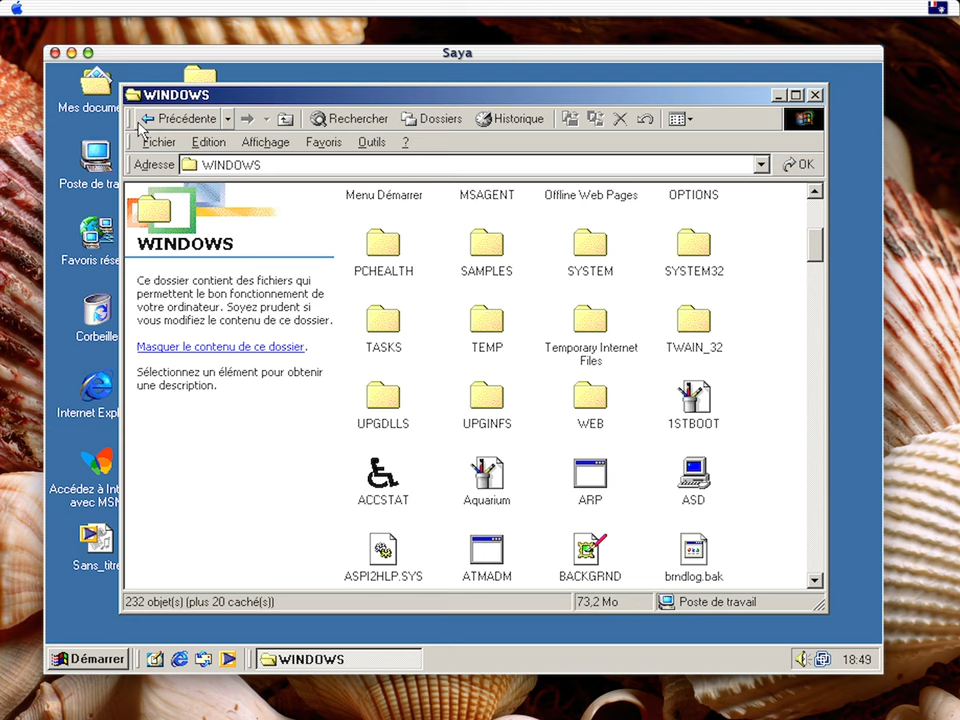 Saya
Mes docume
WINDOWS
Précédente
Rechercher
Dossiers
Historique
Fichier Edition Affichage Favoris Outils ?
Adresse WINDOWS OK
Poste de tra
Favoris rése
Corbeille
Internet Expl
Accédez à Int
avec MSN
Sans_titre
WINDOWS
Ce dossier contient des fichiers qui
permettent le bon fonctionnement de
votre ordinateur. Soyez prudent si
vous modifiez le contenu de ce dossier.
Masquer le contenu de ce dossier.
Sélectionnez un élément pour obtenir
une description.
Menu Démarrer MSAGENT Offline Web Pages OPTIONS
PCHEALTH SAMPLES SYSTEM SYSTEM32
TASKS TEMP Temporary Internet TWAIN_32
Files
UPGDLLS UPGINFS WEB 1STBOOT
ACCSTAT Aquarium ARP ASD
ASPI2HLP.SYS ATMADM BACKGRND brndlog.bak
232 objet(s) (plus 20 caché(s)) 73,2 Mo Poste de travail
Démarrer WINDOWS 18:49